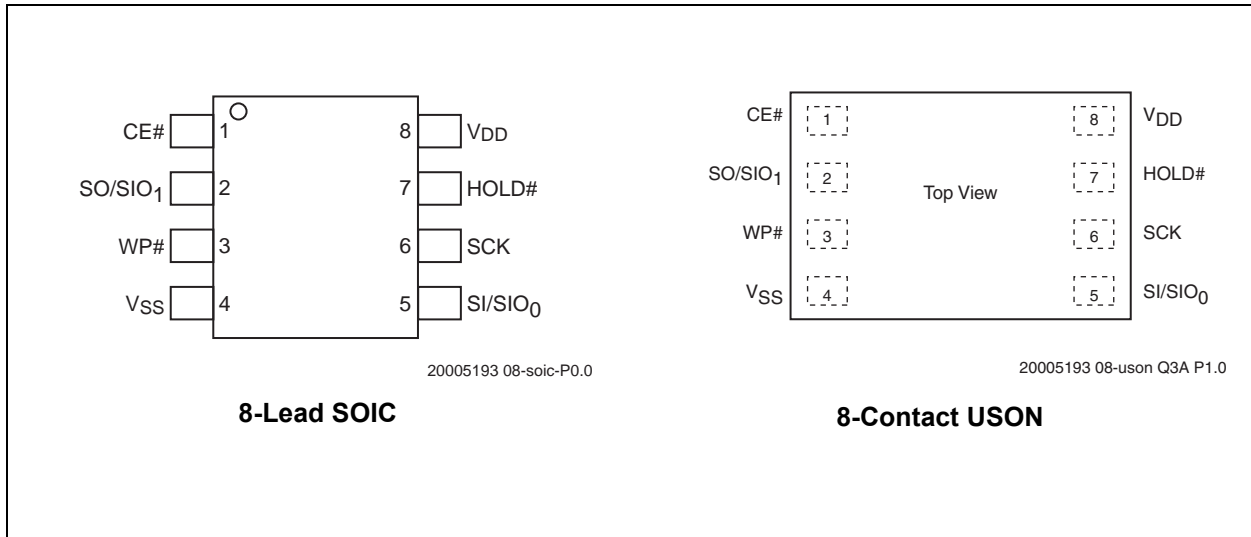 CE# 1 8 VDD
SO/SIO1 2 7 HOLD#
WP# 3 6 SCK
VSS 4 5 SI/SIO0
20005193 08-soic-P0.0
8-Lead SOIC
CE# 1 8 VDD
SO/SIO1 2 Top View 7 HOLD#
WP# 3 6 SCK
VSS 4 5 SI/SIO0
20005193 08-uson Q3A P1.0
8-Contact USON